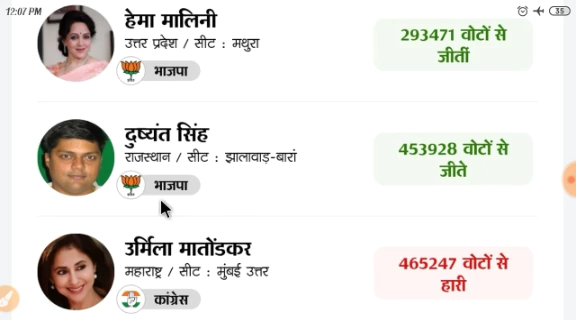 12:07 PM
35
हेमा मालिनी
उत्तर प्रदेश / सीट : मथुरा
भाजपा
293471 वोटों से
जीतीं
दुष्यंत सिंह
राजस्थान / सीट : झालावाड़-बारां
भाजपा
453928 वोटों से
जीते
उर्मिला मातोंडकर
महाराष्ट्र / सीट : मुंबई उत्तर
कांग्रेस
465247 वोटों से
हारी